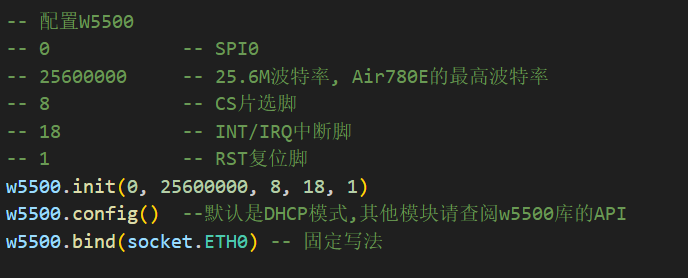 -- 配置W5500
-- 0 -- SPI0
-- 25600000 -- 25.6M波特率, Air780E的最高波特率
-- 8 -- CS片选脚
-- 18 -- INT/IRQ中断脚
-- 1 -- RST复位脚
w5500.init(0, 25600000, 8, 18, 1)
w5500.config() --默认是DHCP模式,其他模块请查阅w5500库的API
w5500.bind(socket.ETH0) -- 固定写法